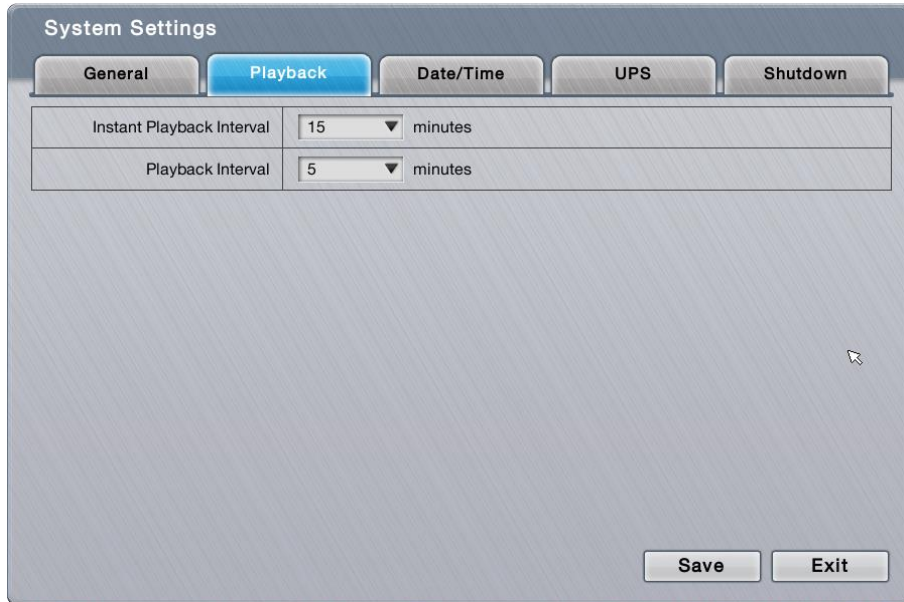 System Settings
General Playback Date/Time UPS Shutdown
Instant Playback Interval 15 minutes
Playback Interval 5 minutes
Save Exit